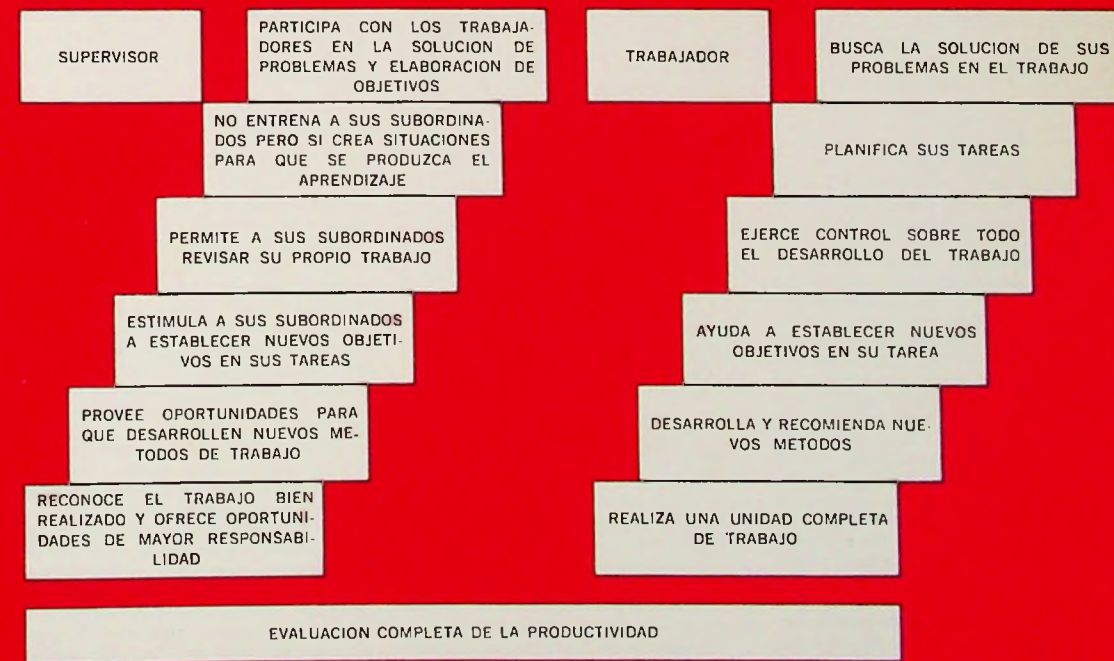 SUPERVISOR
PARTICIPA CON LOS TRABAJA-
DORES EN LA SOLUCION DE
PROBLEMAS Y ELABORACION DE
OBJETIVOS
NO ENTRENA A SUS SUBORDINA-
DOS PERO SI CREA SITUACIONES
PARA QUE SE PRODUZCA EL
APRENDIZAJE
PERMITE A SUS SUBORDINADOS
REVISAR SU PROPIO TRABAJO
ESTIMULA A SUS SUBORDINADOS
A ESTABLECER NUEVOS OBJETI-
VOS EN SUS TAREAS
PROVEE OPORTUNIDADES PARA
QUE DESARROLLEN NUEVOS ME-
TODOS DE TRABAJO
RECONOCE EL TRABAJO BIEN
REALIZADO Y OFRECE OPORTUNI-
DADES DE MAYOR RESPONSABI-
LIDAD
TRABAJADOR
BUSCA LA SOLUCION DE SUS
PROBLEMAS EN EL TRABAJO
PLANIFICA SUS TAREAS
EJERCE CONTROL SOBRE TODO
EL DESARROLLO DEL TRABAJO
AYUDA A ESTABLECER NUEVOS
OBJETIVOS EN SU TAREA
DESARROLLA Y RECOMIENDA NUE-
VOS METODOS
REALIZA UNA UNIDAD COMPLETA
DE TRABAJO
EVALUACION COMPLETA DE LA PRODUCTIVIDAD